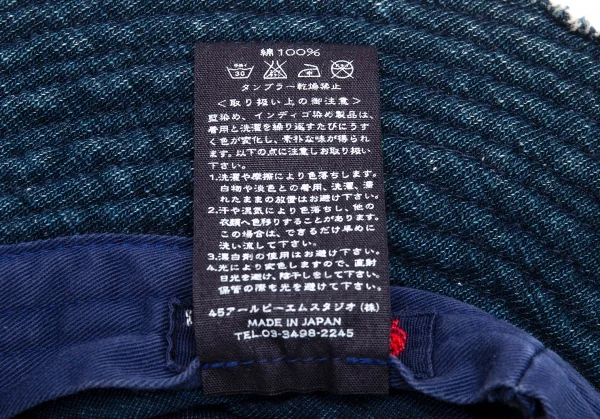 綿 100%
30
タンブラー乾燥禁止
<取り扱い上の御注意>
藍染め、インディゴ染め製品は、
着用と洗濯を繰り返すたびにうす
く色が変化し、素朴な味が得られ
ます。以下の点に注意しお取り扱い
下さい。
1.洗濯や摩擦により色落ちします。
白物や淡色との着用、洗濯、濡
れたままの放置はお避け下さい。
2.汗や湿気により色落ちし、他の
衣類へ色移りすることがあります。
この場合は、できるだけ早めに
洗い流して下さい。
3.漂白剤の使用はお避け下さい。
4.光により変色しますので、直射
日光を避け、陰干しをして下さい。
保管の際も光を避けて下さい。
45アールピーエムスタジオ(株)
MADE IN JAPAN
TEL.03-3498-2245